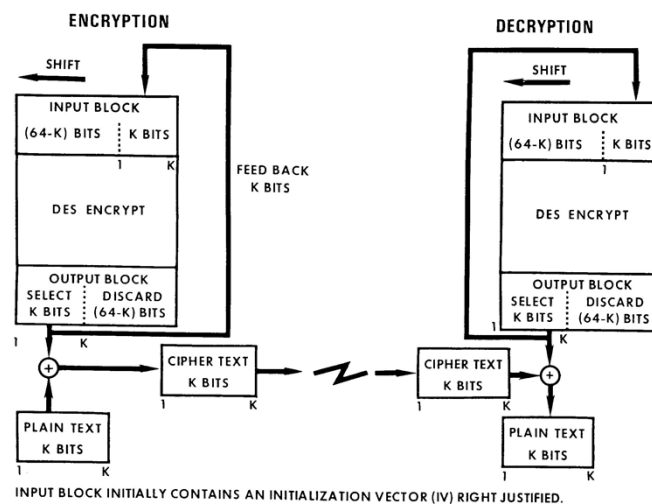 ENCRYPTION
SHIFT
INPUT BLOCK
(64-K) BITS K BITS
1 K
DES ENCRYPT
OUTPUT BLOCK
SELECT DISCARD
K BITS (64-K) BITS
1 K
FEED BACK
K BITS
+
CIPHER TEXT
K BITS
1 K
PLAIN TEXT
K BITS
1 K
DECRYPTION
SHIFT
INPUT BLOCK
(64-K) BITS K BITS
1
DES ENCRYPT
OUTPUT BLOCK
SELECT DISCARD
K BITS (64-K) BITS
1 K
CIPHER TEXT
K BITS
1 K
+
PLAIN TEXT
K BITS
1 K
INPUT BLOCK INITIALLY CONTAINS AN INITIALIZATION VECTOR (IV) RIGHT JUSTIFIED.